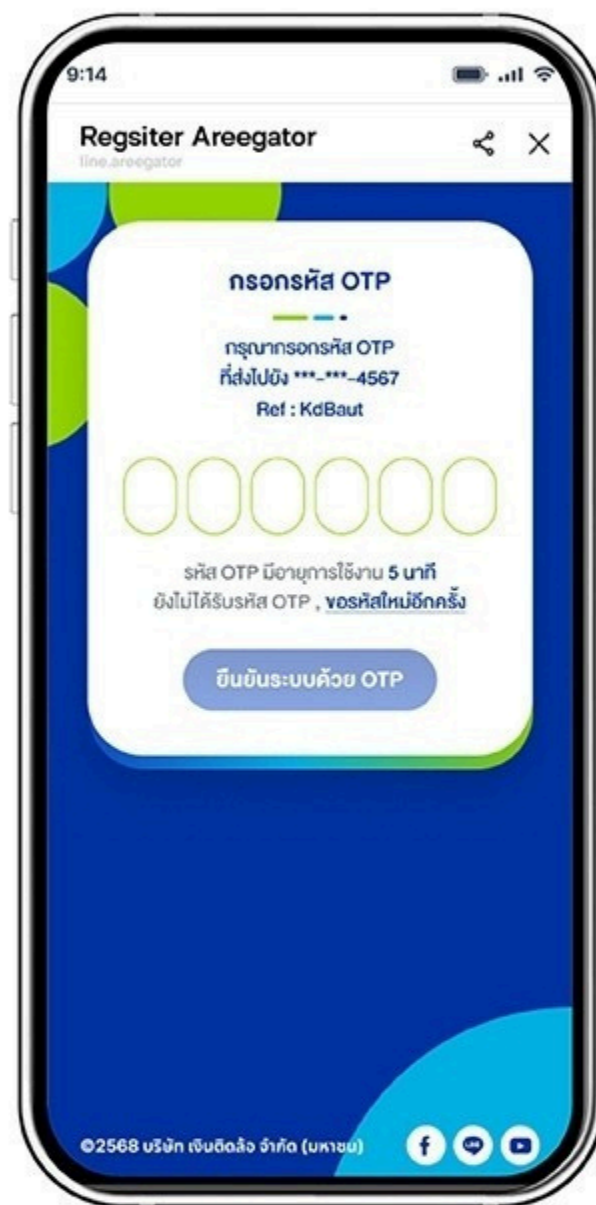 9:14
Regsiter Areegator
line.areegator
กรอกรหัส OTP
กรุณากรอกรหัส OTP
ที่ส่งไปยัง ***-***-4567
Ref : KdBaut
รหัส OTP มีอายุการใช้งาน 5 นาที
ยังไม่ได้รับรหัส OTP , ขอรหัสใหม่อีกครั้ง
ยืนยันระบบด้วย OTP
©2568 บริษัท เงินติดล้อ จำกัด (มหาชน)